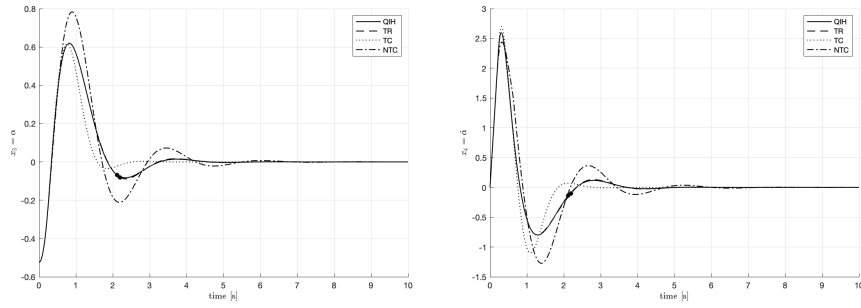 0.8
0.6
0.4
0.2
0
-0.2
-0.4
-0.6
x₃ = α
0 1 2 3 4 5 6 7 8 9 10
time [s]
QIH
TR
TC
NTC
3
2.5
2
1.5
1
0.5
0
-0.5
-1
-1.5
x₄ = α̇
0 1 2 3 4 5 6 7 8 9 10
time [s]
QIH
TR
TC
NTC